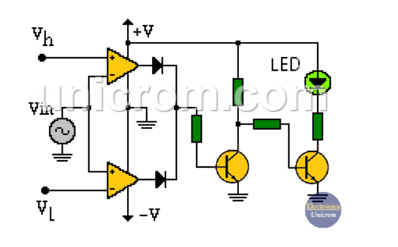 +V
Vh
LED
unicrom.com
Vin
VL
-V
Electrónica
Unicrom